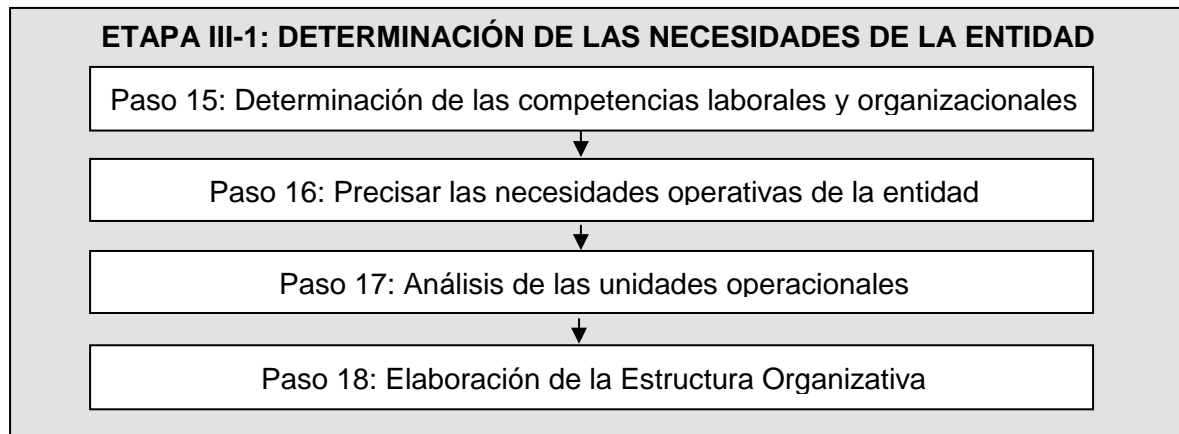 ETAPA III-1: DETERMINACIÓN DE LAS NECESIDADES DE LA ENTIDAD
Paso 15: Determinación de las competencias laborales y organizacionales
Paso 16: Precisar las necesidades operativas de la entidad
Paso 17: Análisis de las unidades operacionales
Paso 18: Elaboración de la Estructura Organizativa